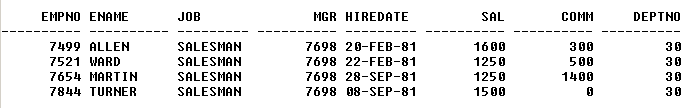 EMPNO ENAME JOB MGR HIREDATE SAL COMM DEPTNO
---------- ---------- --------- ---------- --------- ---------- ---------- ----------
7499 ALLEN SALESMAN 7698 20-FEB-81 1600 300 30
7521 WARD SALESMAN 7698 22-FEB-81 1250 500 30
7654 MARTIN SALESMAN 7698 28-SEP-81 1250 1400 30
7844 TURNER SALESMAN 7698 08-SEP-81 1500 0 30